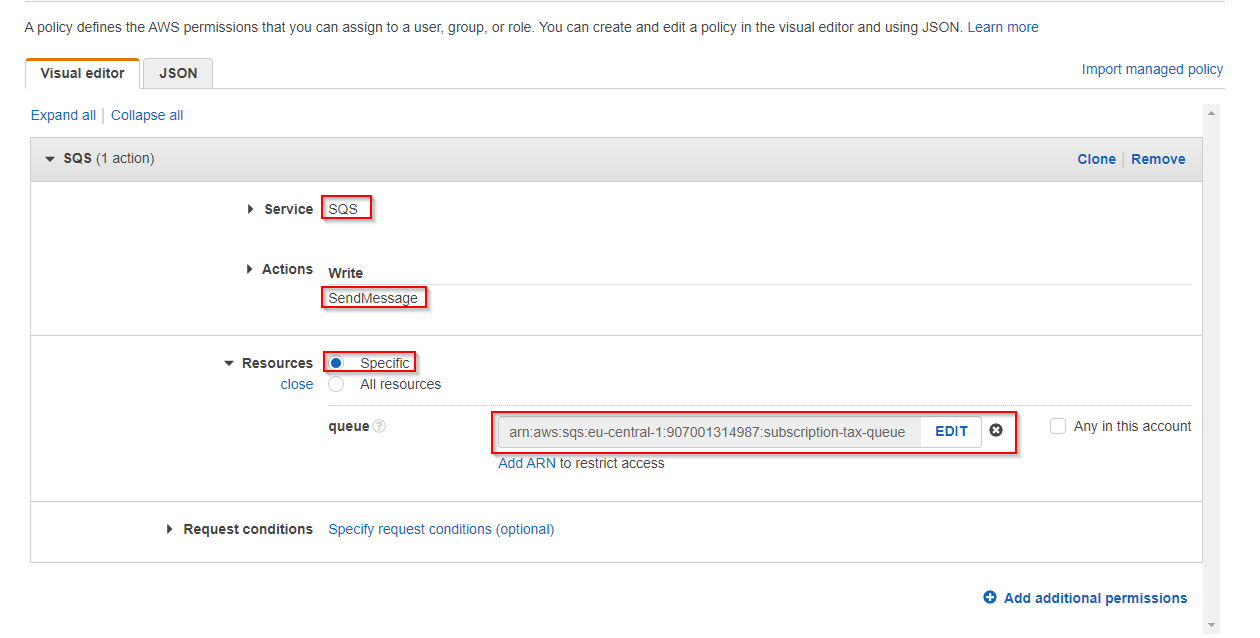 A policy defines the AWS permissions that you can assign to a user, group, or role. You can create and edit a policy in the visual editor and using JSON. Learn more
Visual editor
JSON
Import managed policy
Expand all | Collapse all
SQS (1 action)
Clone | Remove
Service SQS
Actions Write
SendMessage
Resources Specific
close All resources
queue ? arn:aws:sqs:eu-central-1:907001314987:subscription-tax-queue EDIT Any in this account
Add ARN to restrict access
Request conditions Specify request conditions (optional)
Add additional permissions